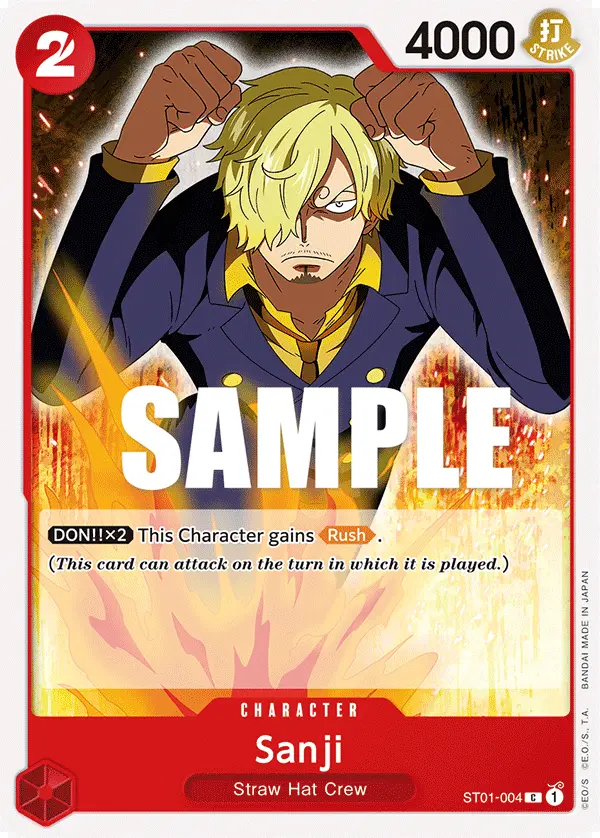 2
4000
打
STRIKE
SAMPLE
DON!!×2 This Character gains Rush.
(This card can attack on the turn in which it is played.)
CHARACTER
Sanji
Straw Hat Crew
ST01-004 C 1
©E.O/S ©E.O./S., T.A. BANDAI MADE IN JAPAN